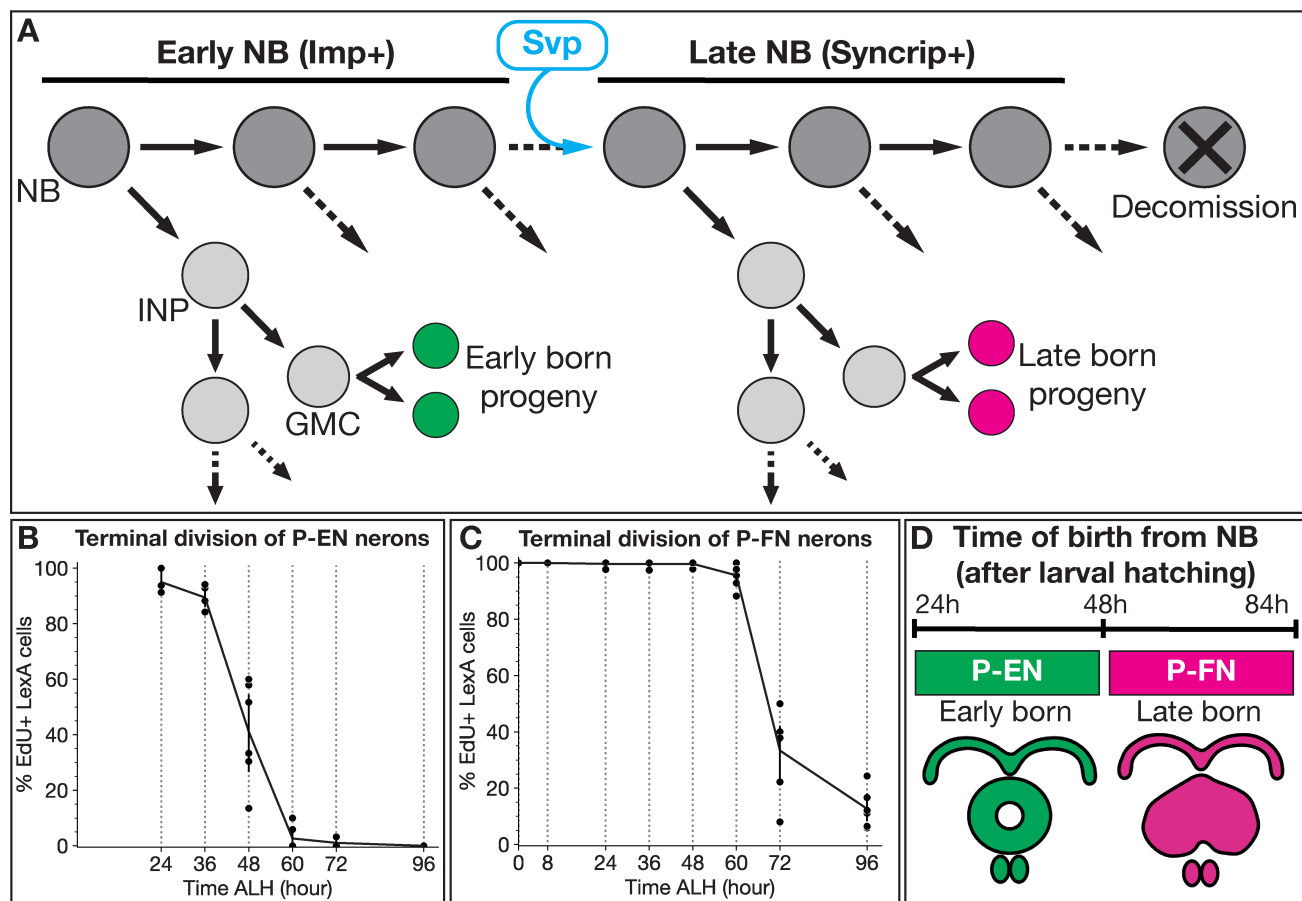 A
Svp
Early NB (Imp+)
Late NB (Syncrip+)
NB
Decomission
INP
GMC
Early born
progeny
Late born
progeny
B
Terminal division of P-EN nerons
% EdU+ LexA cells
100
80
60
40
20
0
24 36 48 60 72 96
Time ALH (hour)
C
Terminal division of P-FN nerons
% EdU+ LexA cells
100
80
60
40
20
0
0 8 24 36 48 60 72 96
Time ALH (hour)
D
Time of birth from NB
(after larval hatching)
24h 48h 84h
P-EN P-FN
Early born Late born